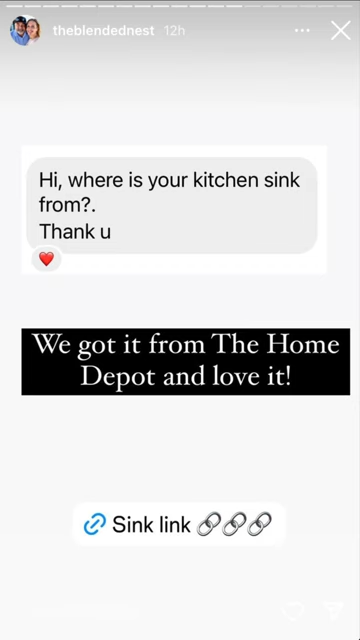 theblendednest 12h
Hi, where is your kitchen sink
from?.
Thank u
We got it from The Home
Depot and love it!
Sink link